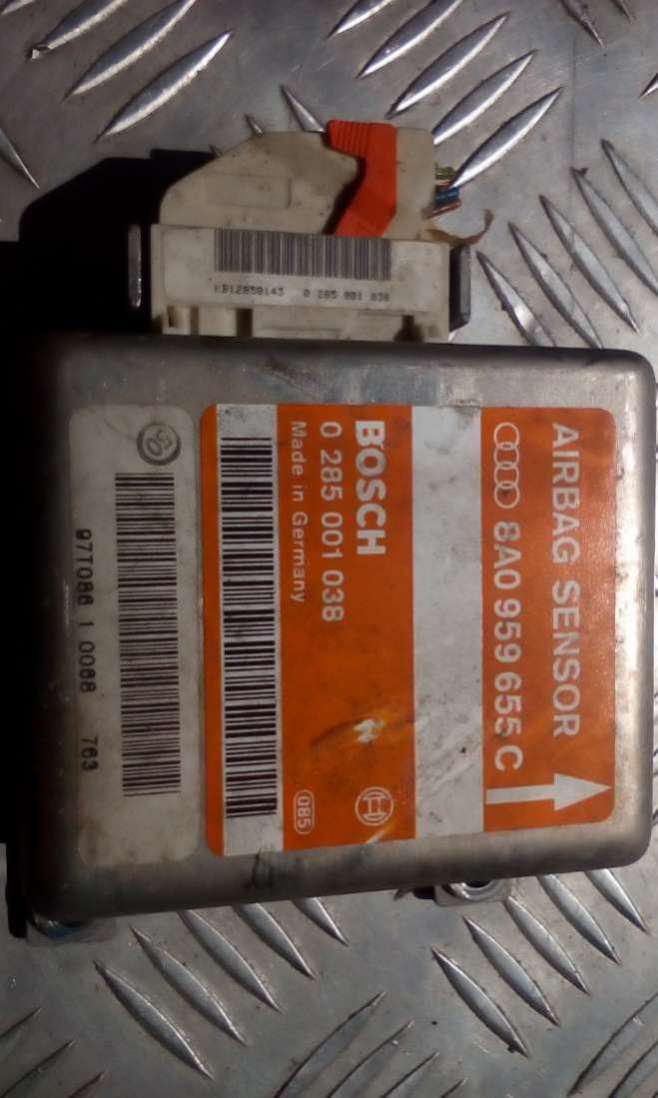 AIRBAG SENSOR
8A0 959 655 C
BOSCH
0 285 001 038
Made in Germany
085
97T086 1 0068 763
0 285 001 038